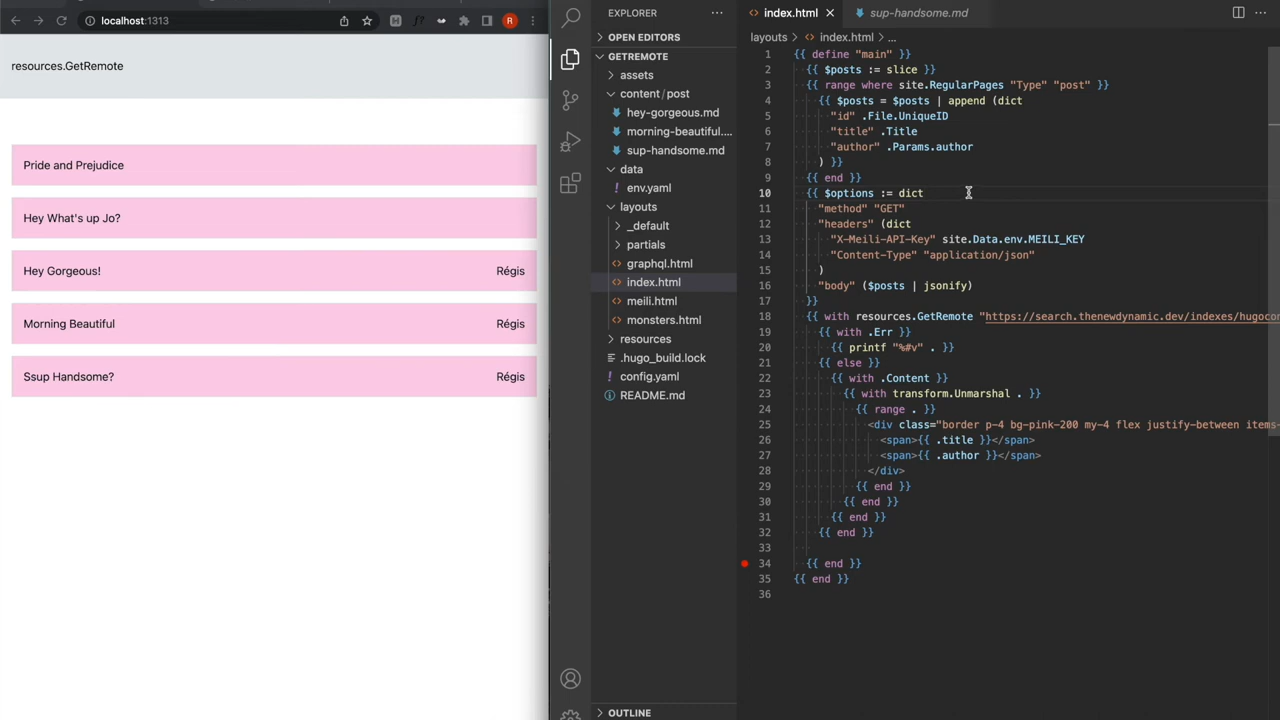 localhost:1313
R
resources.GetRemote
Pride and Prejudice
Hey What's up Jo?
Hey Gorgeous!
Régis
Morning Beautiful
Régis
Ssup Handsome?
Régis
EXPLORER
OPEN EDITORS
GETREMOTE
assets
content / post
hey-gorgeous.md
morning-beautiful....
sup-handsome.md
data
! env.yaml
layouts
_default
partials
<> graphql.html
<> index.html
<> meili.html
<> monsters.html
resources
.hugo_build.lock
! config.yaml
README.md
OUTLINE
<> index.html
sup-handsome.md
layouts > <> index.html > ...
1 {{ define "main" }}
2 {{ $posts := slice }}
3 {{ range where site.RegularPages "Type" "post" }}
4 {{ $posts = $posts | append (dict
5 "id" .File.UniqueID
6 "title" .Title
7 "author" .Params.author
8 ) }}
9 {{ end }}
10 {{ $options := dict
11 "method" "GET"
12 "headers" (dict
13 "X-Meili-API-Key" site.Data.env.MEILI_KEY
14 "Content-Type" "application/json"
15 )
16 "body" ($posts | jsonify)
17 }}
18 {{ with resources.GetRemote "https://search.thenewdynamic.dev/indexes/hugocon
19 {{ with .Err }}
20 {{ printf "%#v" . }}
21 {{ else }}
22 {{ with .Content }}
23 {{ with transform.Unmarshal . }}
24 {{ range . }}
25 <div class="border p-4 bg-pink-200 my-4 flex justify-between items-
26 <span>{{ .title }}</span>
27 <span>{{ .author }}</span>
28 </div>
29 {{ end }}
30 {{ end }}
31 {{ end }}
32 {{ end }}
33
34 {{ end }}
35 {{ end }}
36